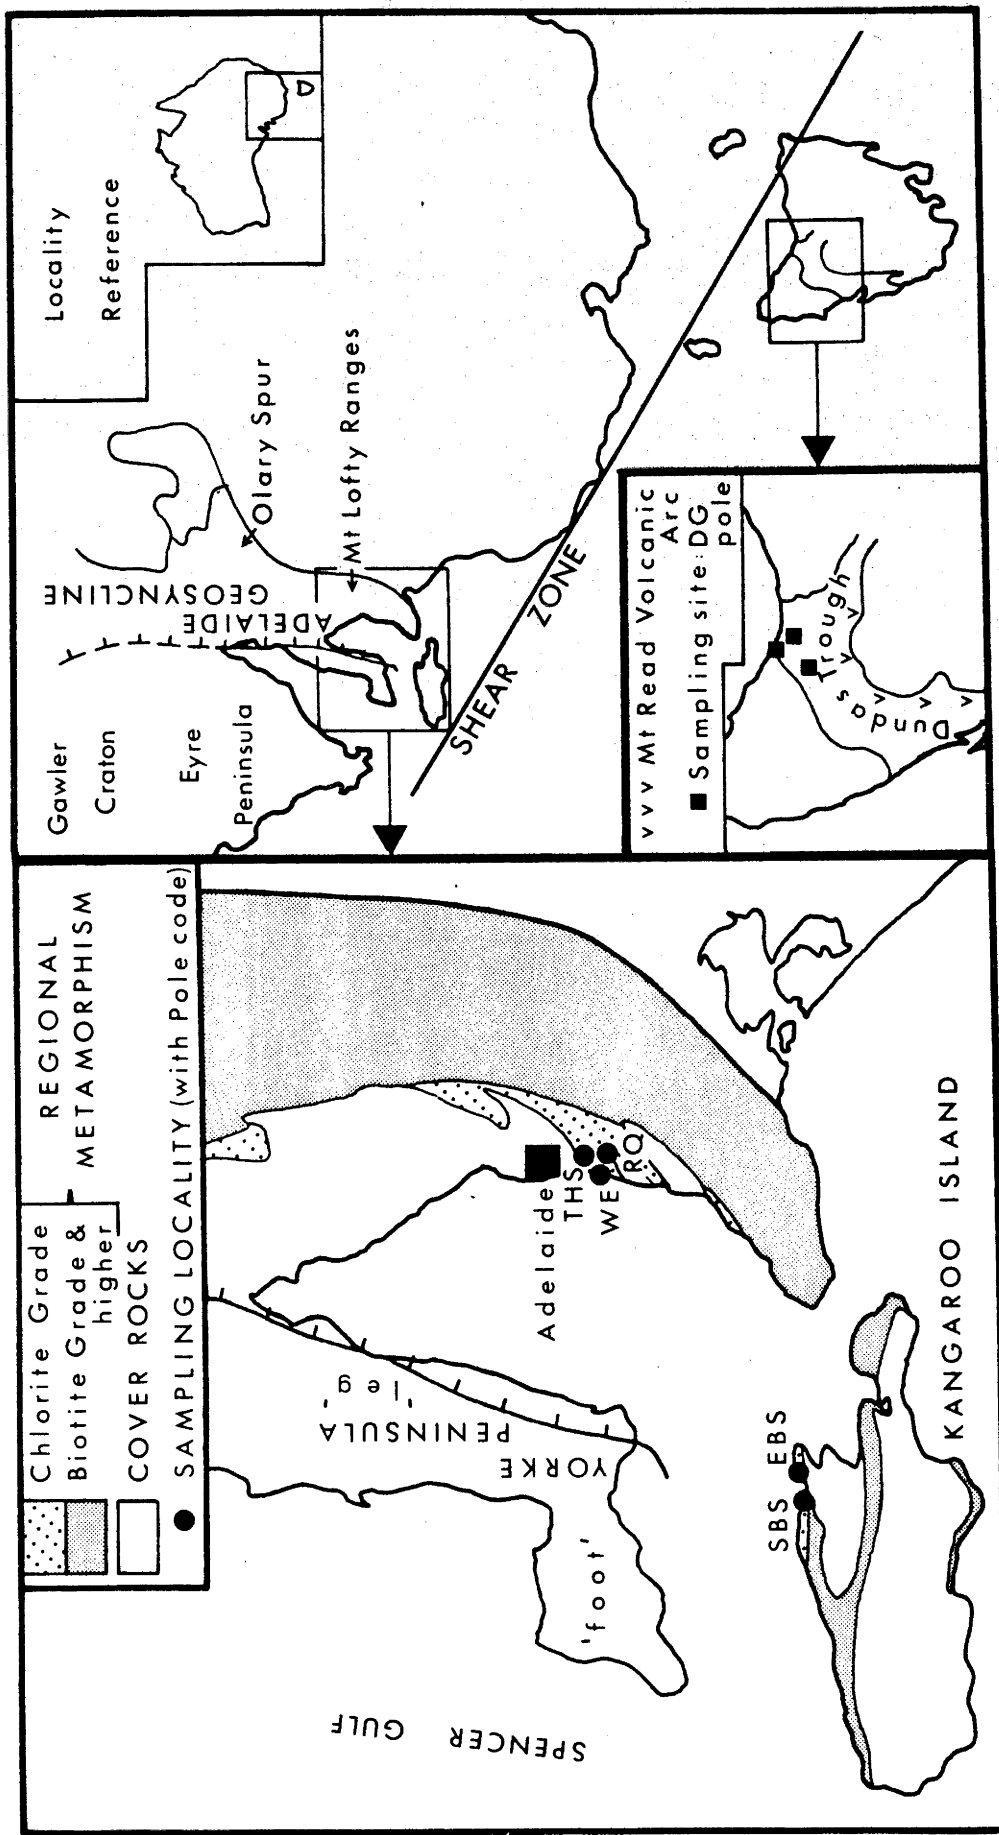 Chlorite Grade
Biotite Grade &
higher
REGIONAL
METAMORPHISM
COVER ROCKS
SAMPLING LOCALITY (with Pole code)
SPENCER GULF
'foot'
YORKE
PENINSULA
'leg'
Adelaide
THS
WE
RQ
SBS
EBS
KANGAROO ISLAND
Gawler
Craton
Eyre
Peninsula
ADELAIDE
GEOSYNCLINE
Olary Spur
Mt Lofty Ranges
Locality
Reference
SHEAR ZONE
v v v Mt Read Volcanic
Arc
■ Sampling site: DG
pole
Dundas Trough